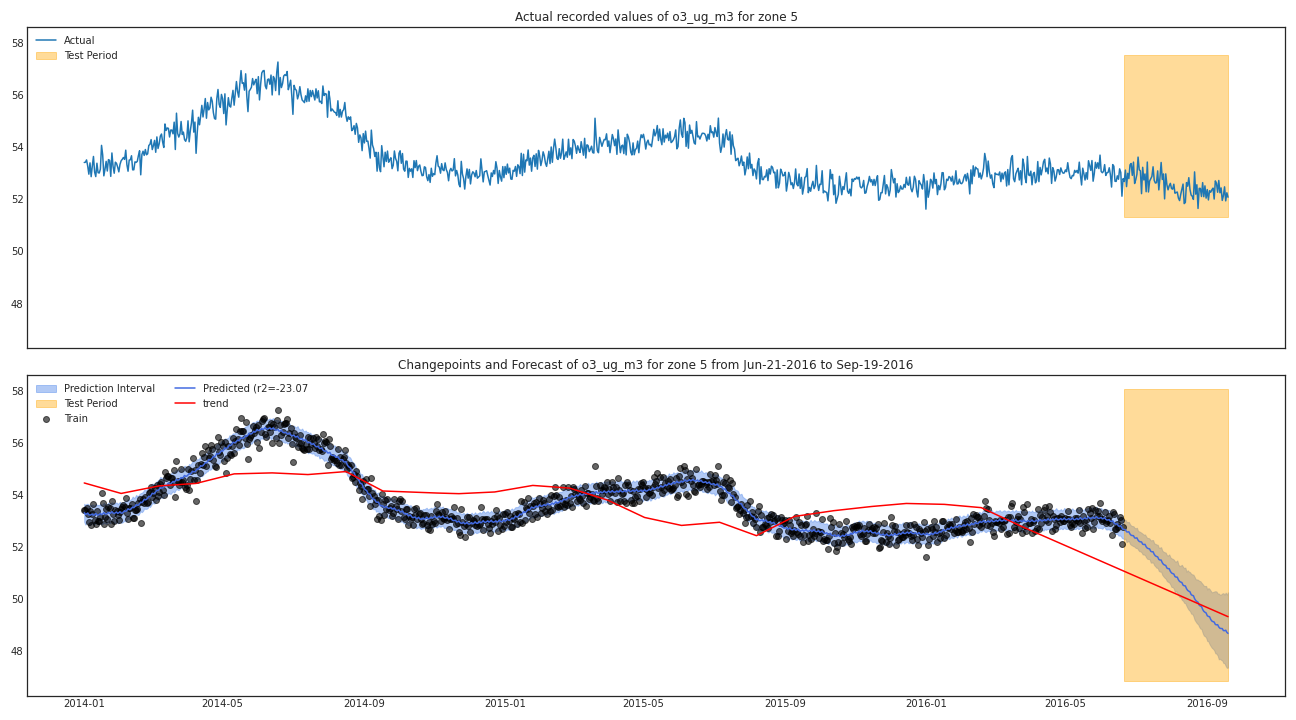 Actual recorded values of o3_ug_m3 for zone 5
Actual
Test Period
58
56
54
52
50
48
Changepoints and Forecast of o3_ug_m3 for zone 5 from Jun-21-2016 to Sep-19-2016
Prediction Interval
Test Period
Train
Predicted (r2=-23.07
trend
58
56
54
52
50
48
2014-01 2014-05 2014-09 2015-01 2015-05 2015-09 2016-01 2016-05 2016-09